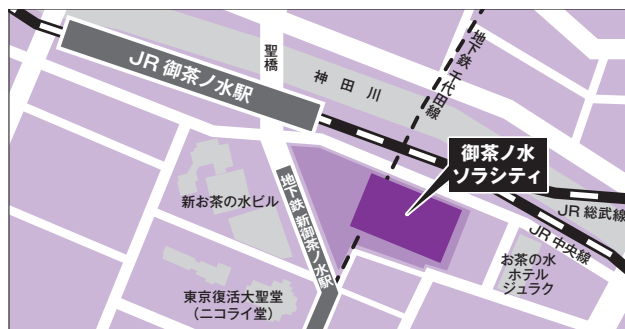 JR 御茶ノ水駅
聖橋
神田川
地下鉄 千代田線
御茶ノ水
ソラシティ
新お茶の水ビル
地下鉄 新御茶ノ水駅
JR 総武線
JR 中央線
お茶の水
ホテル
ジュラク
東京復活大聖堂
（ニコライ堂）